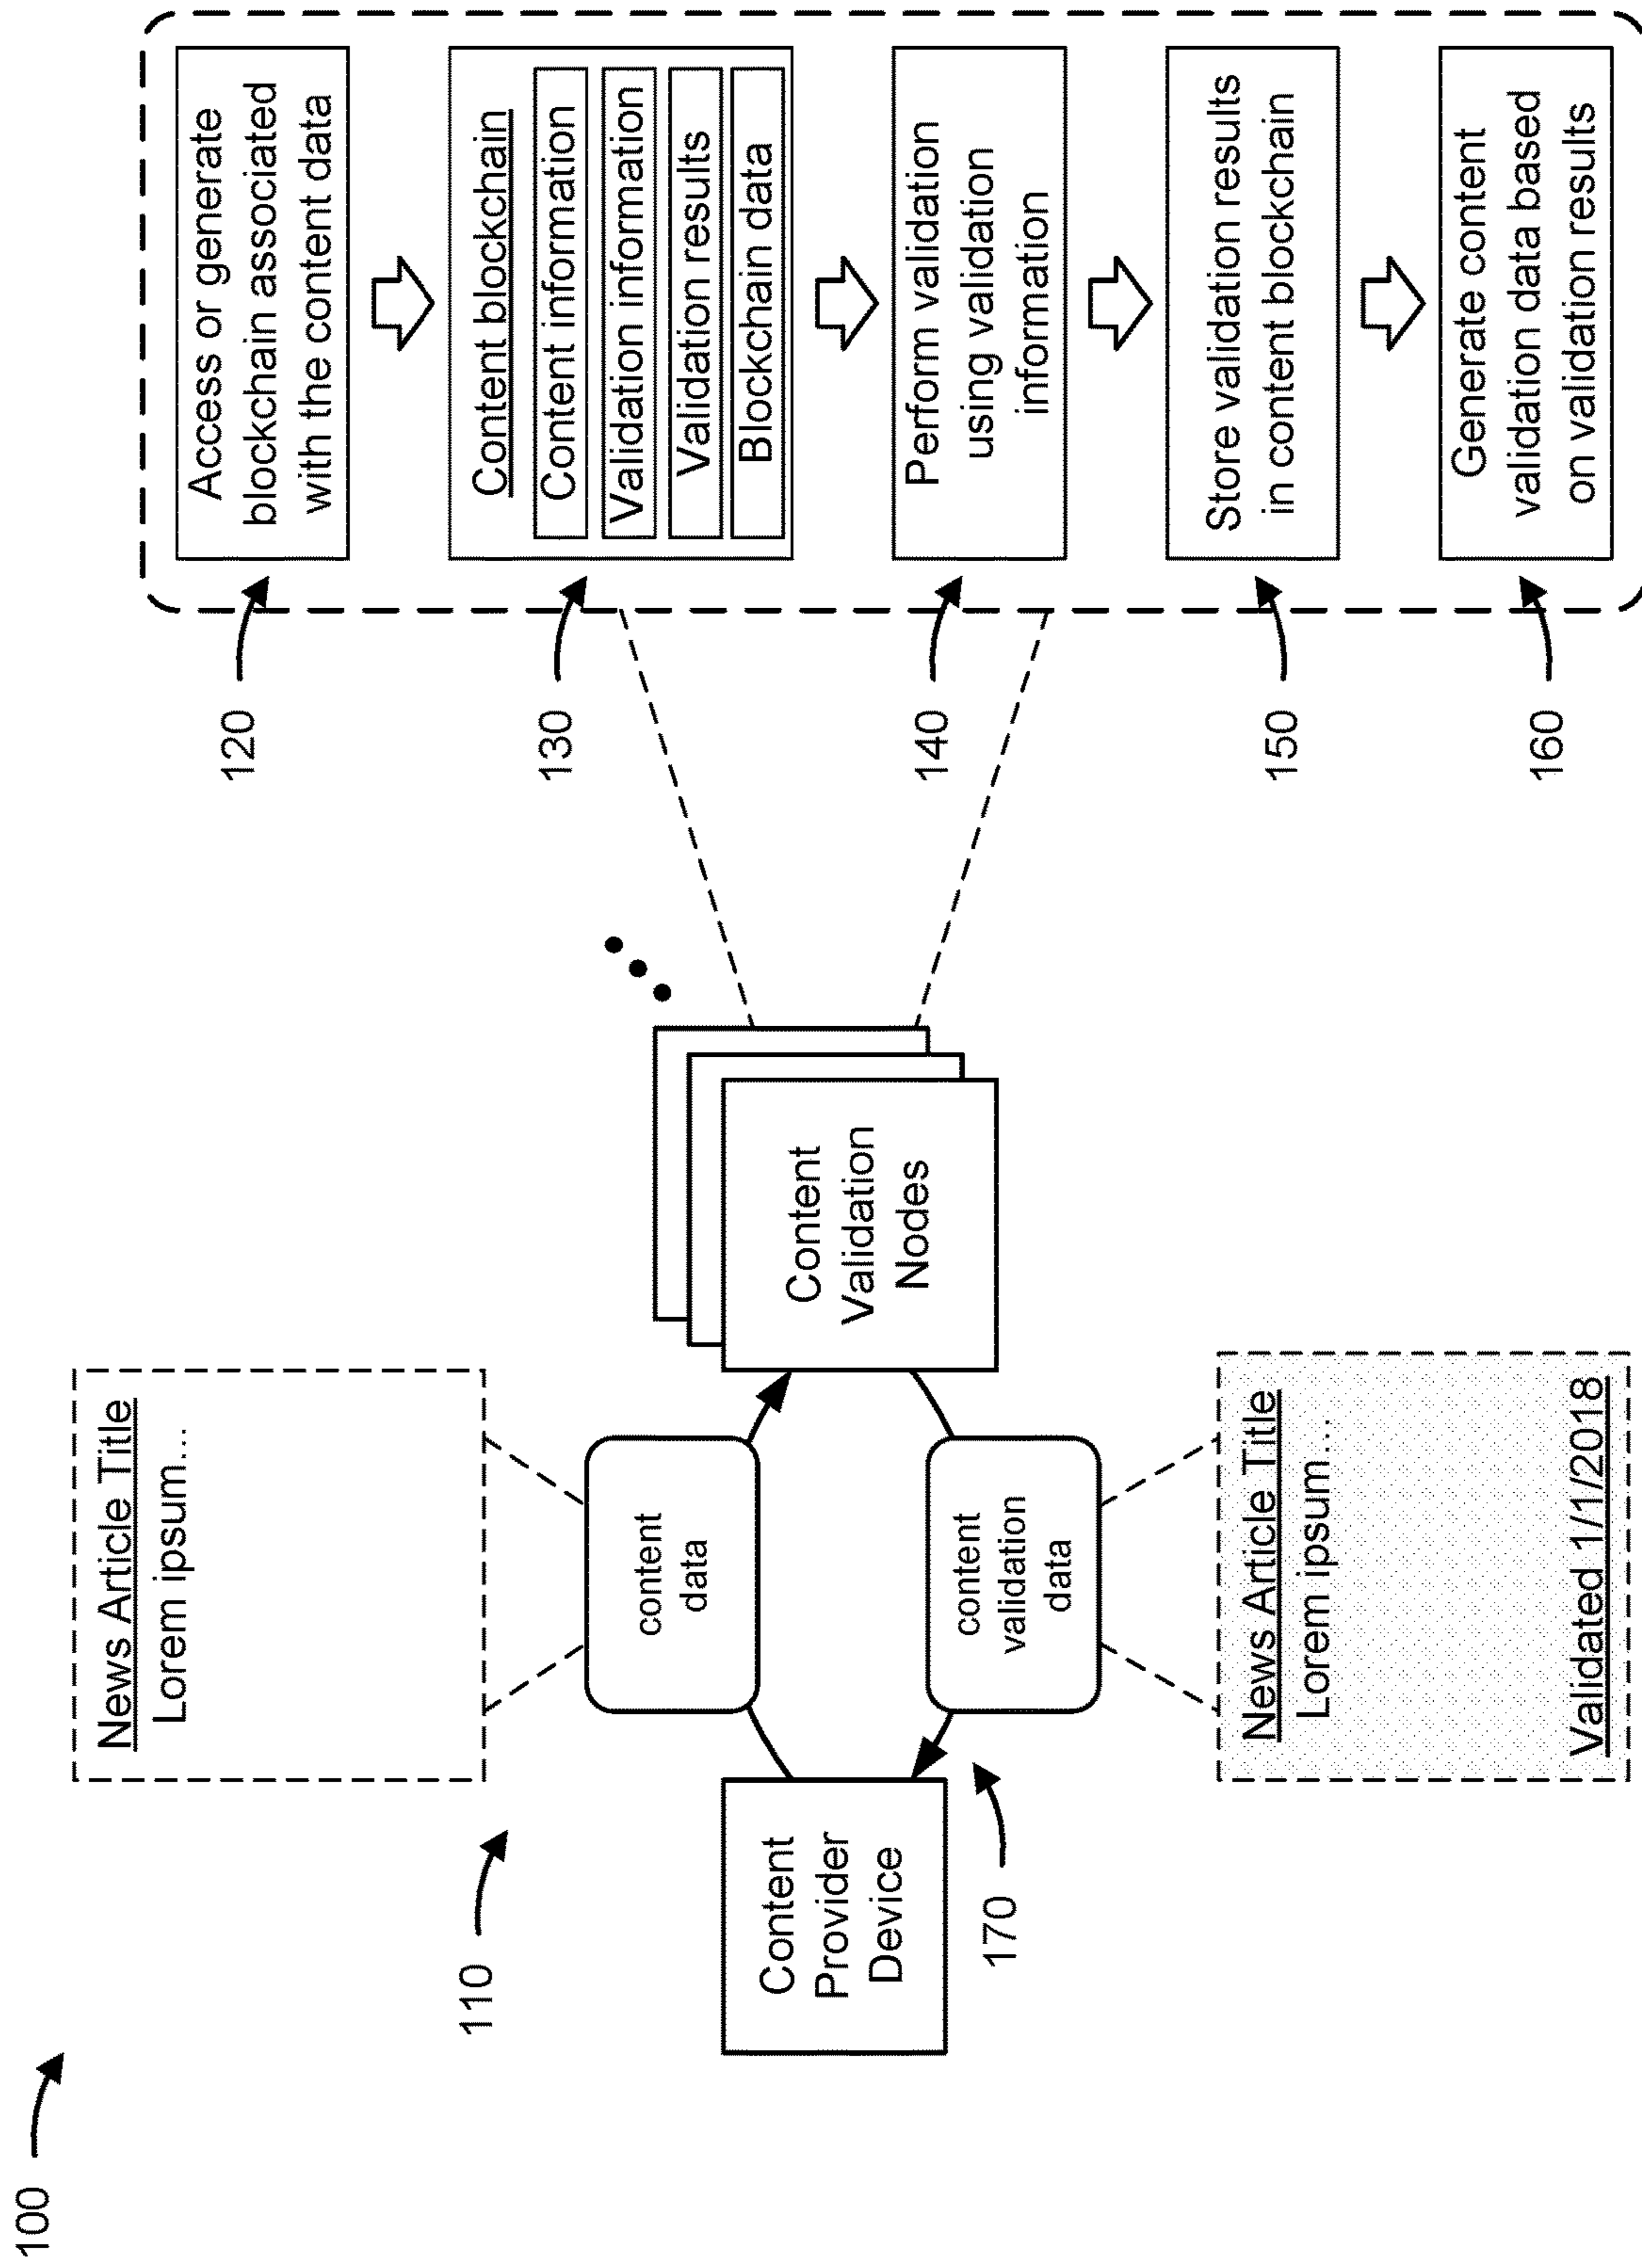 100
110
News Article Title
Lorem ipsum...
content
data
Content
Provider
Device
Content
Validation
Nodes
content
validation
data
170
News Article Title
Lorem ipsum...
Validated 1/1/2018
120
Access or generate
blockchain associated
with the content data
130
Content blockchain
Content information
Validation information
Validation results
Blockchain data
140
Perform validation
using validation
information
150
Store validation results
in content blockchain
160
Generate content
validation data based
on validation results